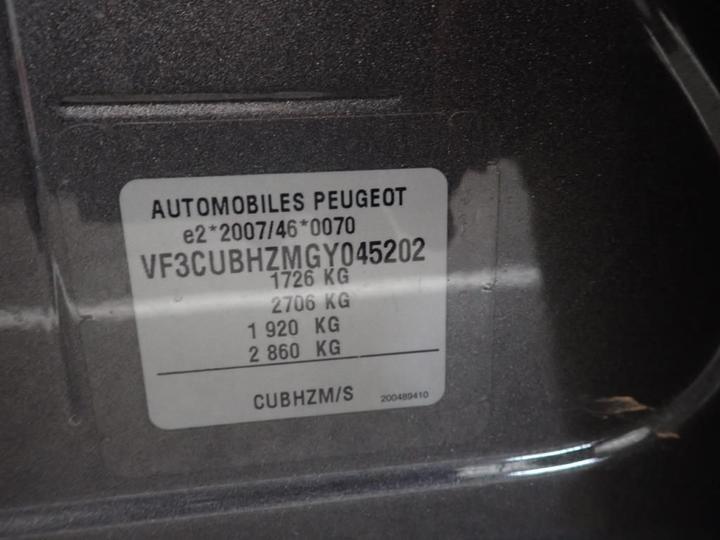 AUTOMOBILES PEUGEOT
e2*2007/46*0070
VF3CUBHZMGY045202
1726 KG
2706 KG
1 920 KG
2 860 KG
CUBHZM/S 200489410